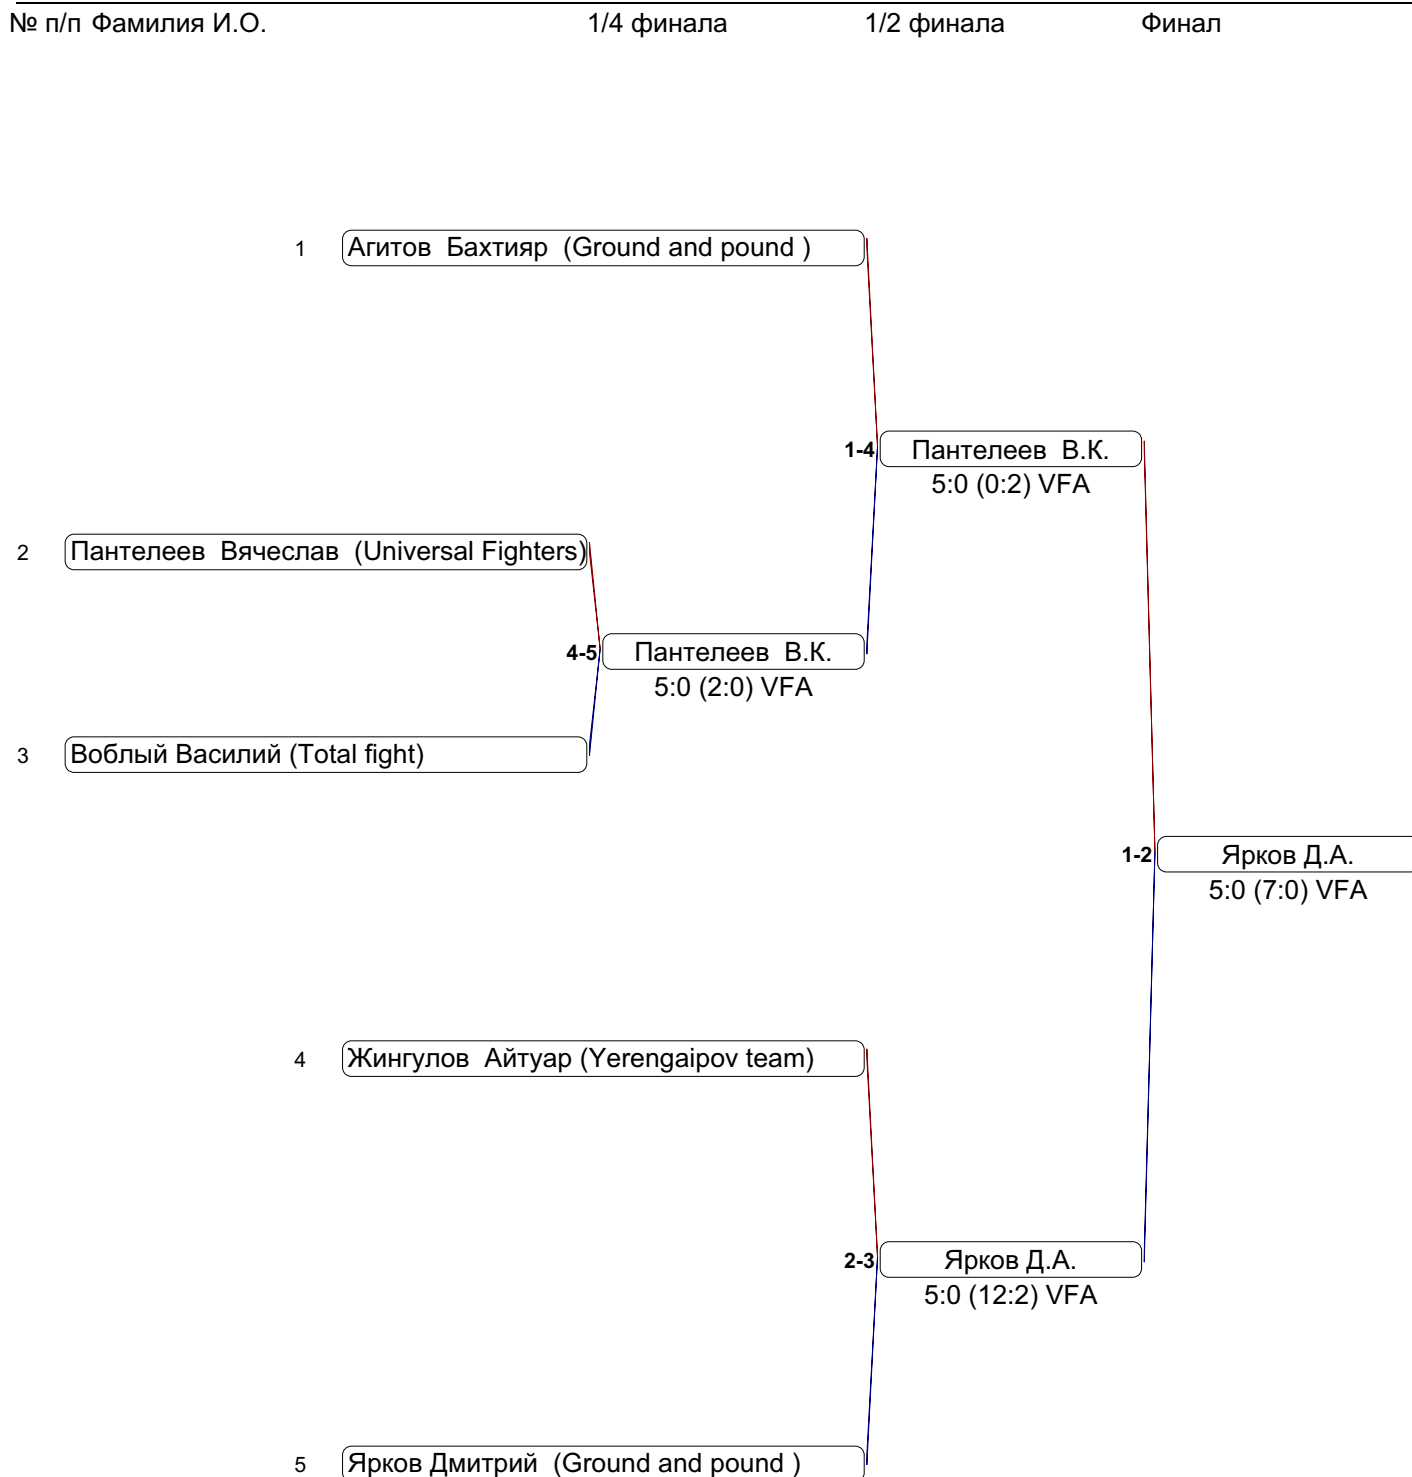 № п/п Фамилия И.О. 1/4 финала 1/2 финала Финал
1 Агитов Бахтияр (Ground and pound )
1-4 Пантелеев В.К.
5:0 (0:2) VFA
2 Пантелеев Вячеслав (Universal Fighters)
4-5 Пантелеев В.К.
5:0 (2:0) VFA
3 Воблый Василий (Total fight)
1-2 Ярков Д.А.
5:0 (7:0) VFA
4 Жингулов Айтуар (Yerengaipov team)
2-3 Ярков Д.А.
5:0 (12:2) VFA
5 Ярков Дмитрий (Ground and pound )